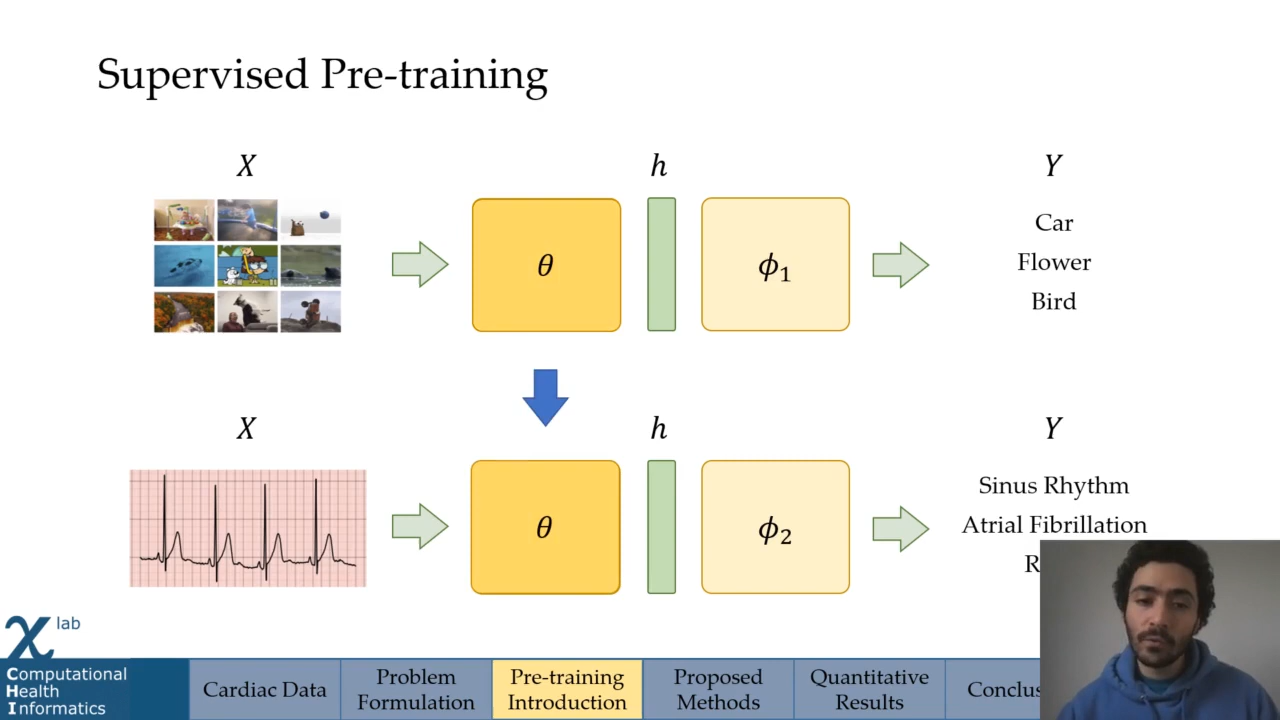 Supervised Pre-training
X
h
Y
θ
ϕ₁
Car
Flower
Bird
X
h
Y
θ
ϕ₂
Sinus Rhythm
Atrial Fibrillation
χ lab
Computational
Health
Informatics
Cardiac Data
Problem
Formulation
Pre-training
Introduction
Proposed
Methods
Quantitative
Results